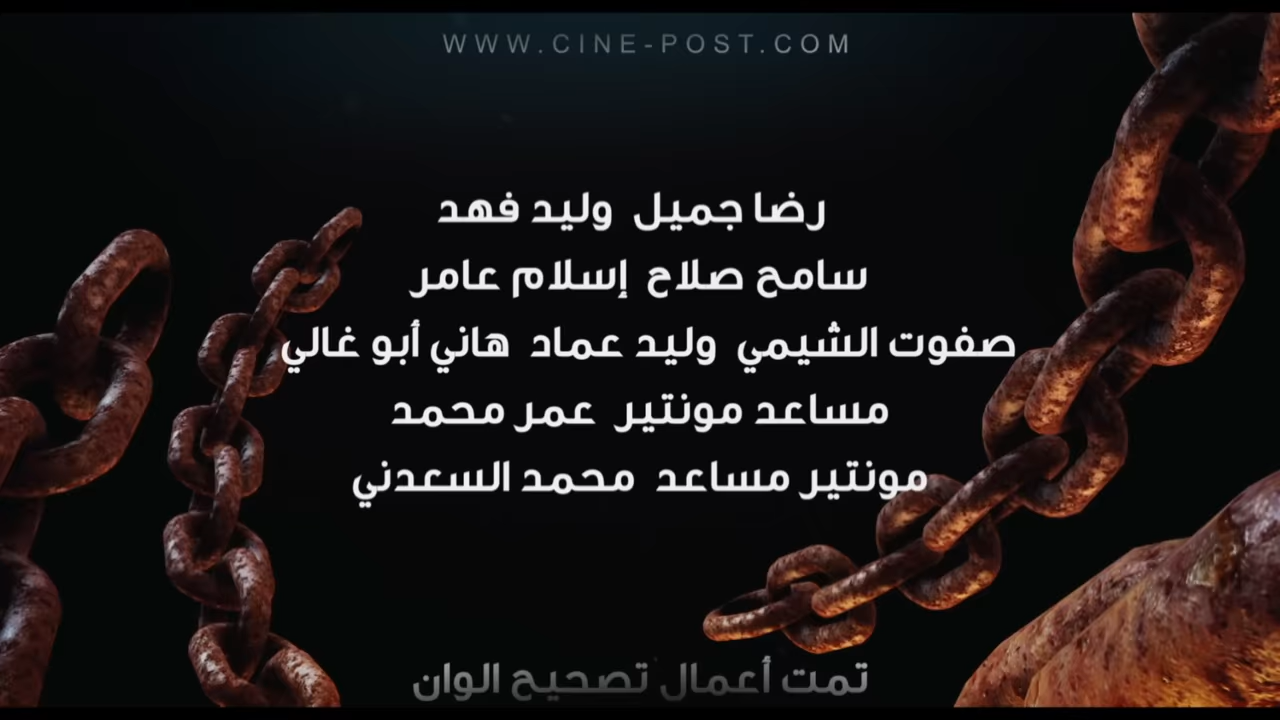 WWW.CINE-POST.COM
رضا جميل وليد فهد
سامح صلاح إسلام عامر
صفوت الشيمي وليد عماد هاني أبو غالي
مساعد مونتير عمر محمد
مونتير مساعد محمد السعدني
تمت أعمال تصحيح الوان